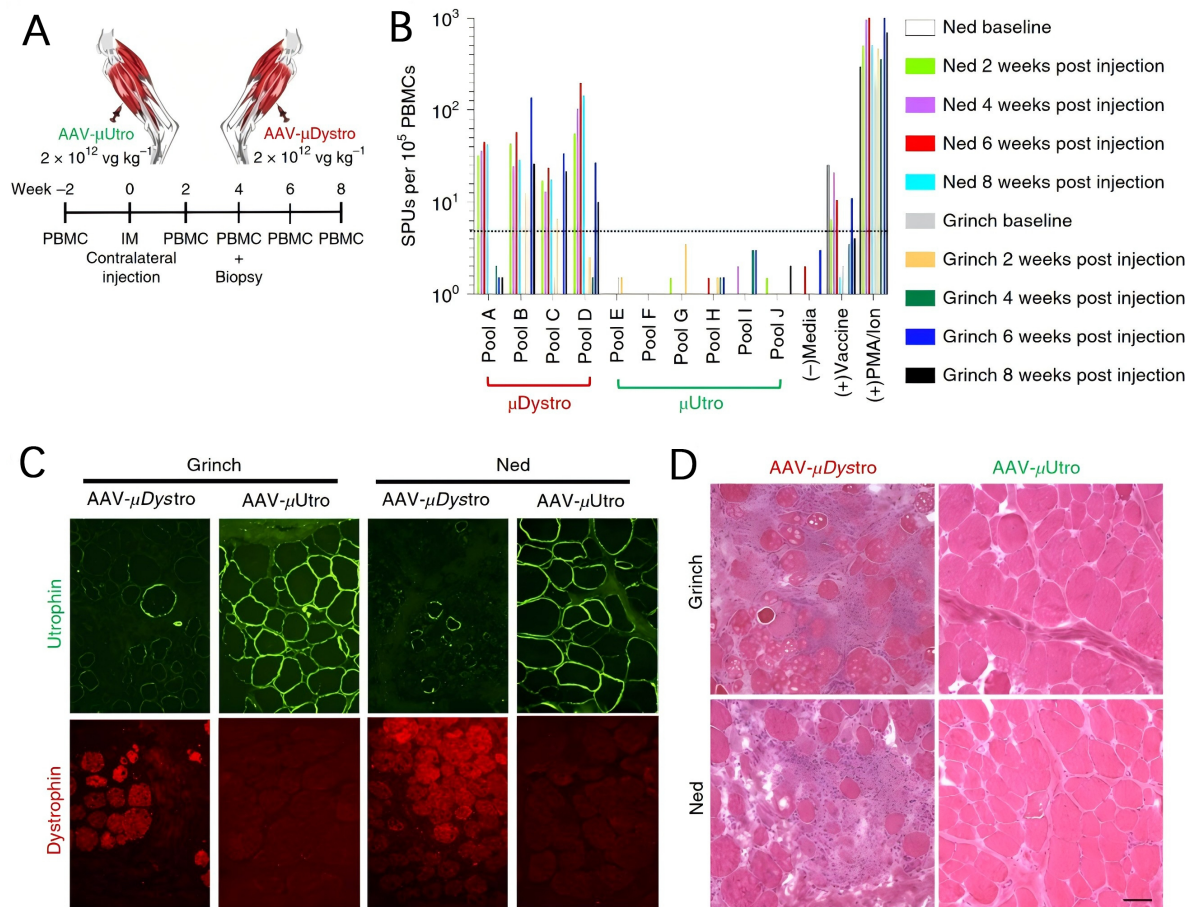 A
AAV-μUtro
2 × 10¹² vg kg⁻¹
AAV-μDystro
2 × 10¹² vg kg⁻¹
Week –2 0 2 4 6 8
PBMC IM PBMC PBMC PBMC PBMC
Contralateral +
injection Biopsy
B
SPUs per 10⁵ PBMCs
10³
10²
10¹
10⁰
Pool A
Pool B
Pool C
Pool D
Pool E
Pool F
Pool G
Pool H
Pool I
Pool J
(–)Media
(+)Vaccine
(+)PMA/Ion
μDystro
μUtro
Ned baseline
Ned 2 weeks post injection
Ned 4 weeks post injection
Ned 6 weeks post injection
Ned 8 weeks post injection
Grinch baseline
Grinch 2 weeks post injection
Grinch 4 weeks post injection
Grinch 6 weeks post injection
Grinch 8 weeks post injection
C
Grinch Ned
AAV-μDystro AAV-μUtro AAV-μDystro AAV-μUtro
Utrophin
Dystrophin
D
AAV-μDystro AAV-μUtro
Grinch
Ned